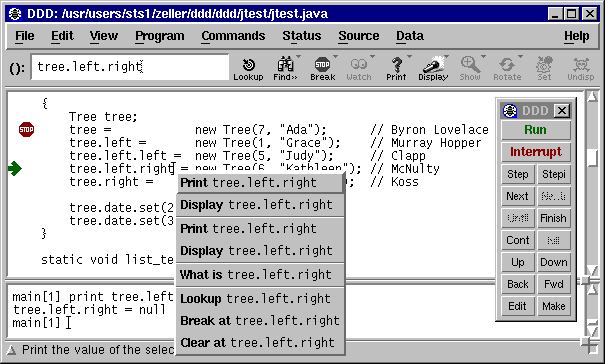 DDD: /usr/users/sts1/zeller/ddd/ddd/jtest/jtest.java
File Edit View Program Commands Status Source Data Help
(): tree.left.right
Lookup Find>> Break Watch Print Display Show Rotate Set Undisp
{
Tree tree;
STOP tree = new Tree(7, "Ada"); // Byron Lovelace
tree.left = new Tree(1, "Grace"); // Murray Hopper
tree.left.left = new Tree(5, "Judy"); // Clapp
tree.left.right = new Tree(6, "Kathleen"); // McNulty
tree.right = ); // Koss
tree.date.set(2
tree.date.set(3
}
static void list_te
Print tree.left.right
Display tree.left.right
Print tree.left.right
Display tree.left.right
What is tree.left.right
Lookup tree.left.right
Break at tree.left.right
Clear at tree.left.right
DDD
Run
Interrupt
Step Stepi
Next Nexti
Until Finish
Cont Kill
Up Down
Back Fwd
Edit Make
main[1] print tree.left
tree.left.right = null
main[1]
Print the value of the selec